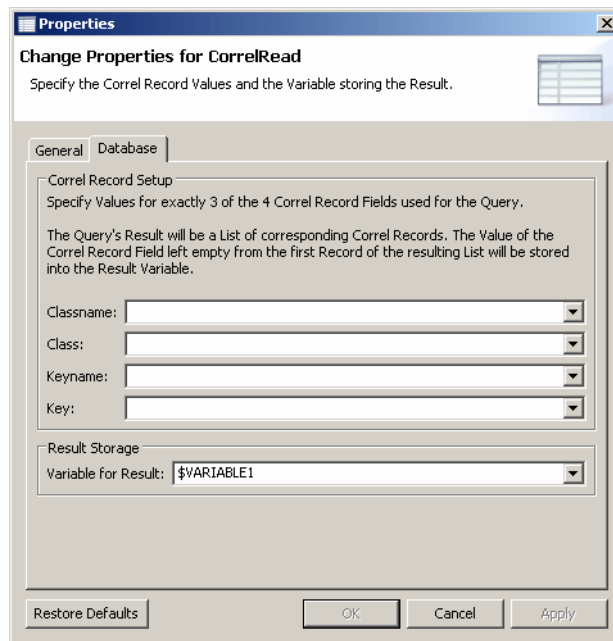 Properties
Change Properties for CorrelRead
Specify the Correl Record Values and the Variable storing the Result.
General
Database
Correl Record Setup
Specify Values for exactly 3 of the 4 Correl Record Fields used for the Query.
The Query's Result will be a List of corresponding Correl Records. The Value of the
Correl Record Field left empty from the first Record of the resulting List will be stored
into the Result Variable.
Classname:
Class:
Keyname:
Key:
Result Storage
Variable for Result: $VARIABLE1
Restore Defaults
OK
Cancel
Apply